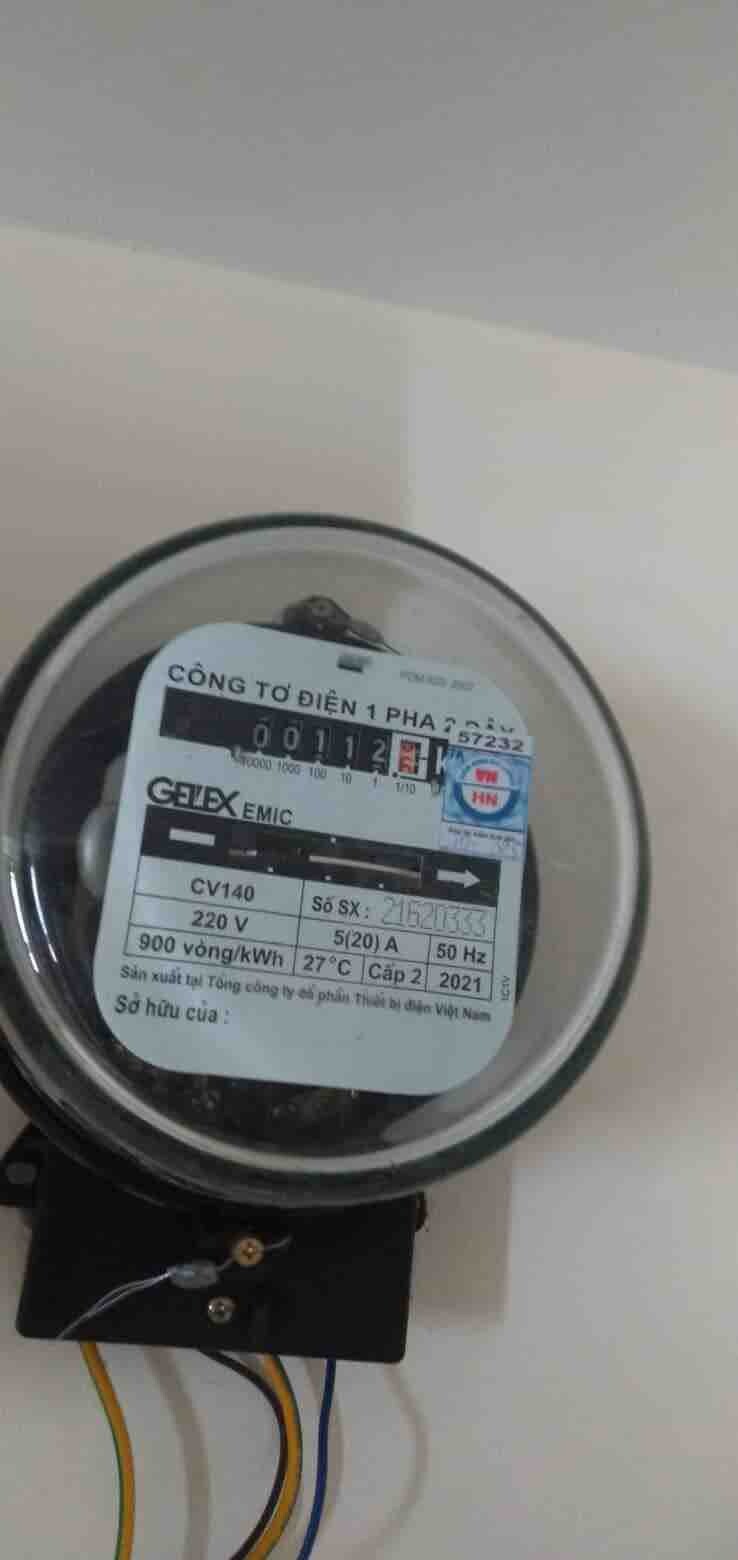 CÔNG TƠ ĐIỆN 1 PHA 2 DÂY
57232
0 0 1 1 2
10000 1000 100 10 1 1/10
HN
GELEX EMIC
CV140
Số SX : 21620333
220 V
5(20) A
50 Hz
900 vòng/kWh
27°C
Cấp 2
2021
Sản xuất tại Tổng công ty cổ phần Thiết bị điện Việt Nam
Sở hữu của :